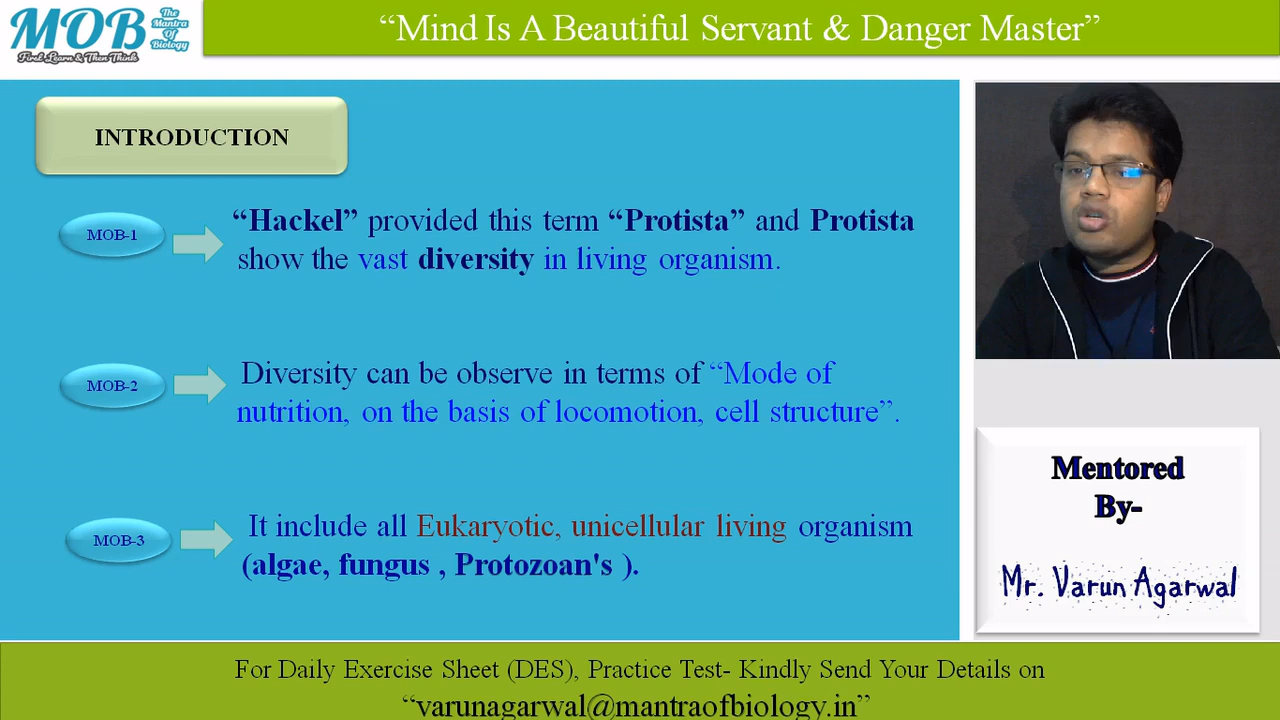 MOB The Mantra Of Biology
First Learn & Then Think
“Mind Is A Beautiful Servant & Danger Master”
INTRODUCTION
MOB-1
“Hackel” provided this term “Protista” and Protista
show the vast diversity in living organism.
MOB-2
Diversity can be observe in terms of “Mode of
nutrition, on the basis of locomotion, cell structure”.
MOB-3
It include all Eukaryotic, unicellular living organism
(algae, fungus , Protozoan's ).
Mentored
By-
Mr. Varun Agarwal
For Daily Exercise Sheet (DES), Practice Test- Kindly Send Your Details on
“varunagarwal@mantraofbiology.in”